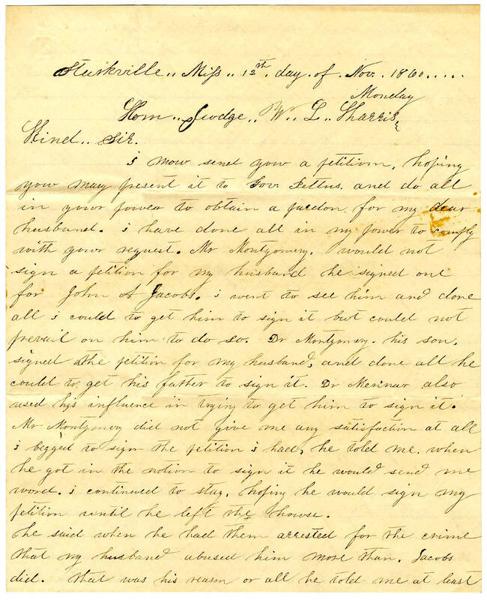 Starkville,, Miss,, 12th, day, of, Nov. 1860.....
Monday
Hon,, Judge,, W. L. Sharris,
Kind,, Sir.
i now send you a petition, hoping
you may present it to Gov. Pettus. and do all
in your power to obtain a pardon for my dear
husband. i have done all in my power to comply
with your request. Mr Montgomery. would not
sign a petition for my husband he signed one
for John A Jacobs. i went to see him and done
all i could to get him to sign it but could not
prevail on him to do so. Dr Montgomery. his son.
signed the petition for my husband, and done all he
could to get his father to sign it. Dr also
used his influence in trying to get him to sign it.
Mr Montgomery did not give me any satisfaction at all
i begged to sign the petition i had, he told me. when
he got in the notion to sign it he would send me
word. i continued to stay, hoping he would sign my
petition until he left the house.
he said when he had them arrested for the crime
that my husband abused him more than. Jacobs
did. that was his reason or all he told me at least